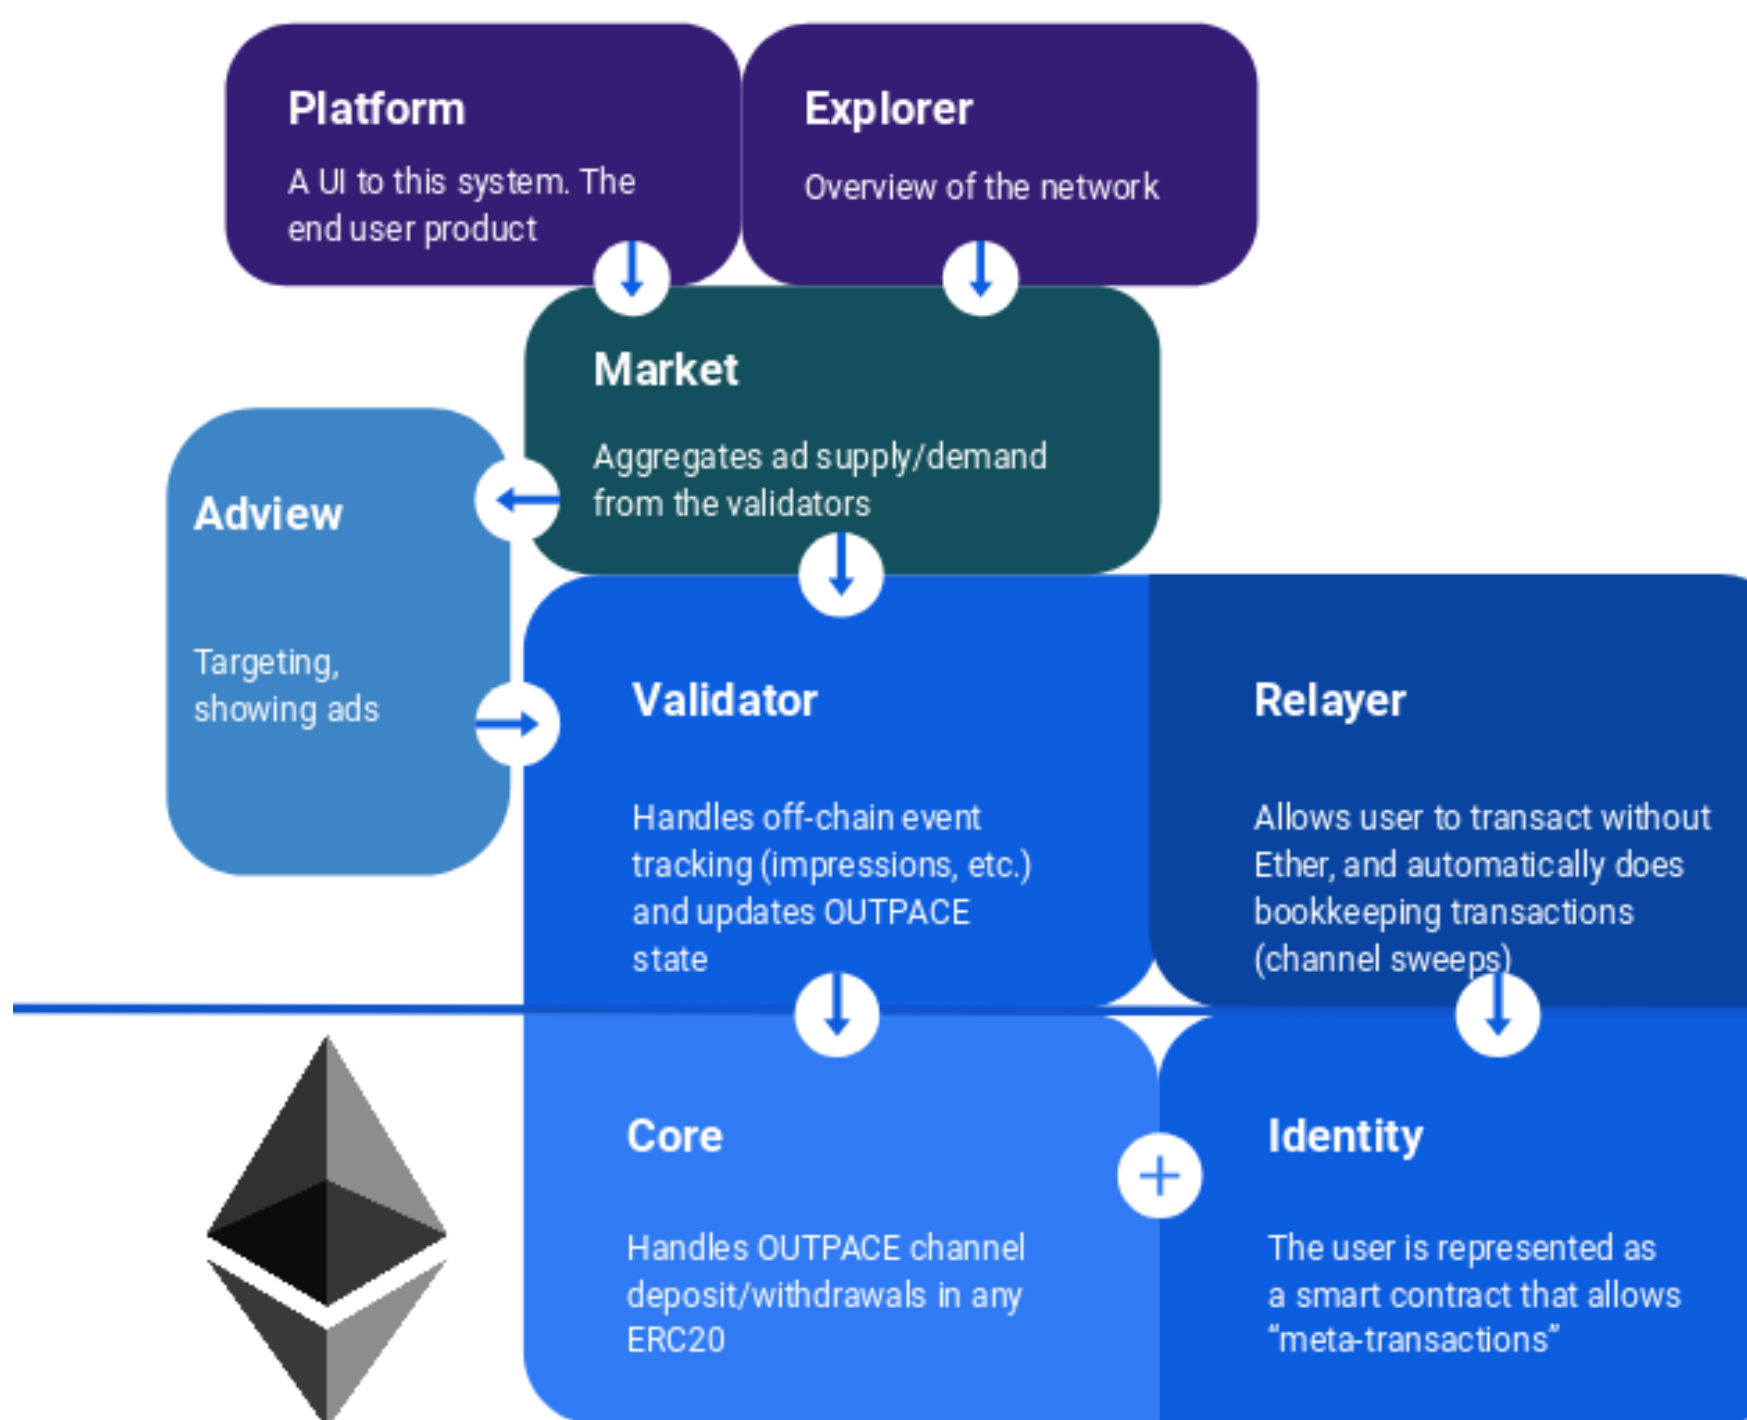 Platform
A UI to this system. The
end user product
Explorer
Overview of the network
Market
Aggregates ad supply/demand
from the validators
Adview
Targeting,
showing ads
Validator
Handles off-chain event
tracking (impressions, etc.)
and updates OUTPACE
state
Relayer
Allows user to transact without
Ether, and automatically does
bookkeeping transactions
(channel sweeps)
Core
Handles OUTPACE channel
deposit/withdrawals in any
ERC20
Identity
The user is represented as
a smart contract that allows
“meta-transactions”